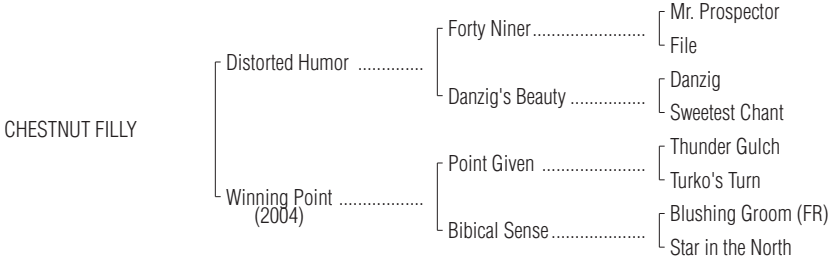 Mr. Prospector
Forty Niner........................
File
Distorted Humor ..............
Danzig
Danzig's Beauty ................
Sweetest Chant
CHESTNUT FILLY
Thunder Gulch
Point Given ......................
Turko's Turn
Winning Point ..................
(2004)
Blushing Groom (FR)
Bibical Sense....................
Star in the North